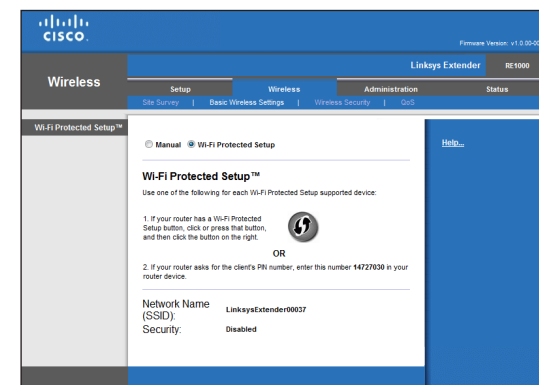 CISCO.
Firmware Version: v1.0.00-00
Linksys Extender RE1000
Wireless
Setup Wireless Administration Status
Site Survey | Basic Wireless Settings | Wireless Security | QoS
Wi-Fi Protected Setup™
Manual Wi-Fi Protected Setup
Help...
Wi-Fi Protected Setup™
Use one of the following for each Wi-Fi Protected Setup supported device:
1. If your router has a Wi-Fi Protected
Setup button, click or press that button,
and then click the button on the right.
OR
2. If your router asks for the client's PIN number, enter this number 14727030 in your
router device.
Network Name
(SSID): LinksysExtender00037
Security: Disabled